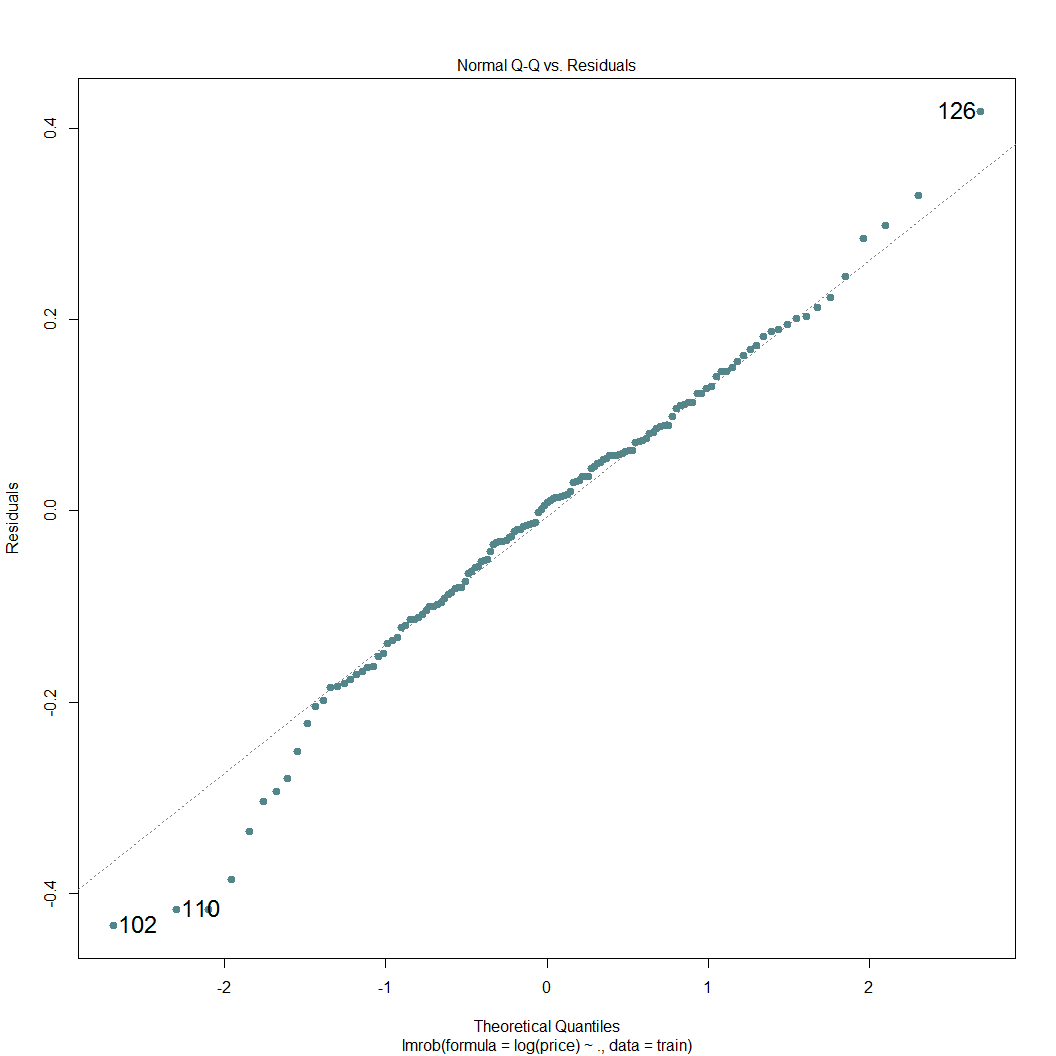 Normal Q-Q vs. Residuals
126
0.4
0.2
0.0
-0.2
-0.4
Residuals
110
102
-2 -1 0 1 2
Theoretical Quantiles
lmrob(formula = log(price) ~ ., data = train)